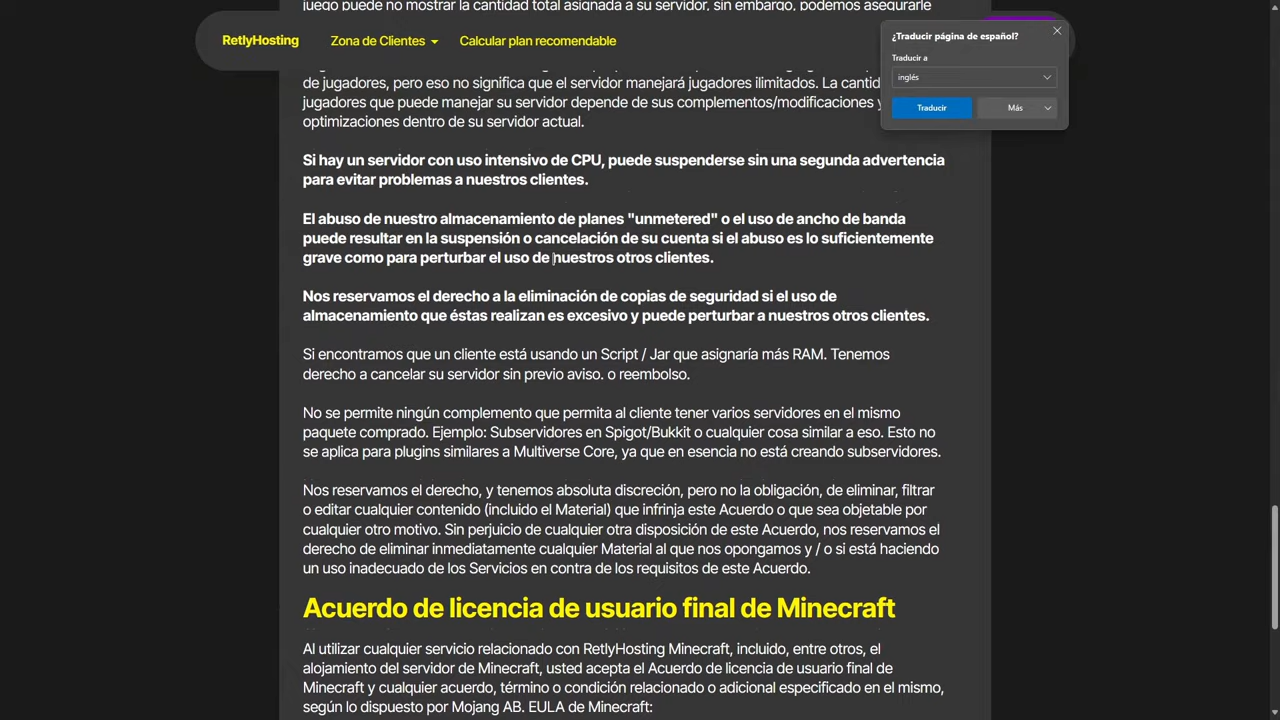 juego puede no mostrar la cantidad total asignada a su servidor, sin embargo, podemos asegurarle
RetlyHosting
Zona de Clientes
Calcular plan recomendable
¿Traducir página de español?
Traducir a
inglés
Traducir
Más
de jugadores, pero eso no significa que el servidor manejará jugadores ilimitados. La cantidad
jugadores que puede manejar su servidor depende de sus complementos/modificaciones y
optimizaciones dentro de su servidor actual.
Si hay un servidor con uso intensivo de CPU, puede suspenderse sin una segunda advertencia
para evitar problemas a nuestros clientes.
El abuso de nuestro almacenamiento de planes "unmetered" o el uso de ancho de banda
puede resultar en la suspensión o cancelación de su cuenta si el abuso es lo suficientemente
grave como para perturbar el uso de nuestros otros clientes.
Nos reservamos el derecho a la eliminación de copias de seguridad si el uso de
almacenamiento que éstas realizan es excesivo y puede perturbar a nuestros otros clientes.
Si encontramos que un cliente está usando un Script / Jar que asignaría más RAM. Tenemos
derecho a cancelar su servidor sin previo aviso. o reembolso.
No se permite ningún complemento que permita al cliente tener varios servidores en el mismo
paquete comprado. Ejemplo: Subservidores en Spigot/Bukkit o cualquier cosa similar a eso. Esto no
se aplica para plugins similares a Multiverse Core, ya que en esencia no está creando subservidores.
Nos reservamos el derecho, y tenemos absoluta discreción, pero no la obligación, de eliminar, filtrar
o editar cualquier contenido (incluido el Material) que infrinja este Acuerdo o que sea objetable por
cualquier otro motivo. Sin perjuicio de cualquier otra disposición de este Acuerdo, nos reservamos el
derecho de eliminar inmediatamente cualquier Material al que nos opongamos y / o si está haciendo
un uso inadecuado de los Servicios en contra de los requisitos de este Acuerdo.
Acuerdo de licencia de usuario final de Minecraft
Al utilizar cualquier servicio relacionado con RetlyHosting Minecraft, incluido, entre otros, el
alojamiento del servidor de Minecraft, usted acepta el Acuerdo de licencia de usuario final de
Minecraft y cualquier acuerdo, término o condición relacionado o adicional especificado en el mismo,
según lo dispuesto por Mojang AB. EULA de Minecraft: